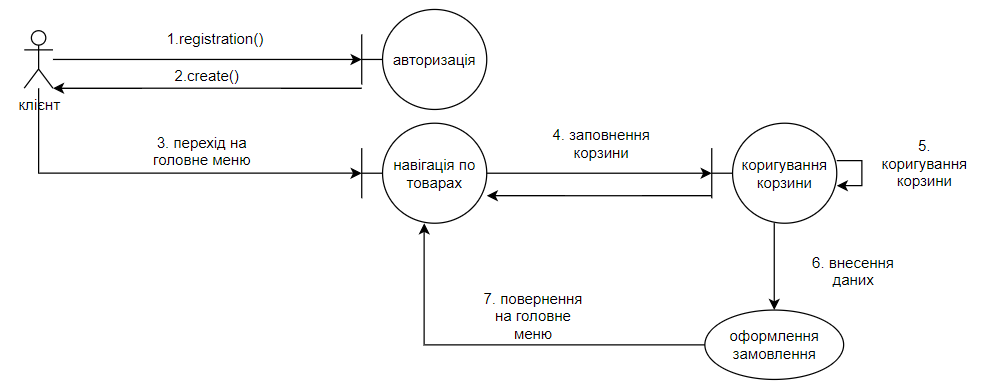 1.registration()
авторизація
2.create()
клієнт
3. перехід на
головне меню
навігація по
товарах
4. заповнення
корзини
коригування
корзини
5.
коригування
корзини
6. внесення
даних
7. повернення
на головне
меню
оформлення
замовлення